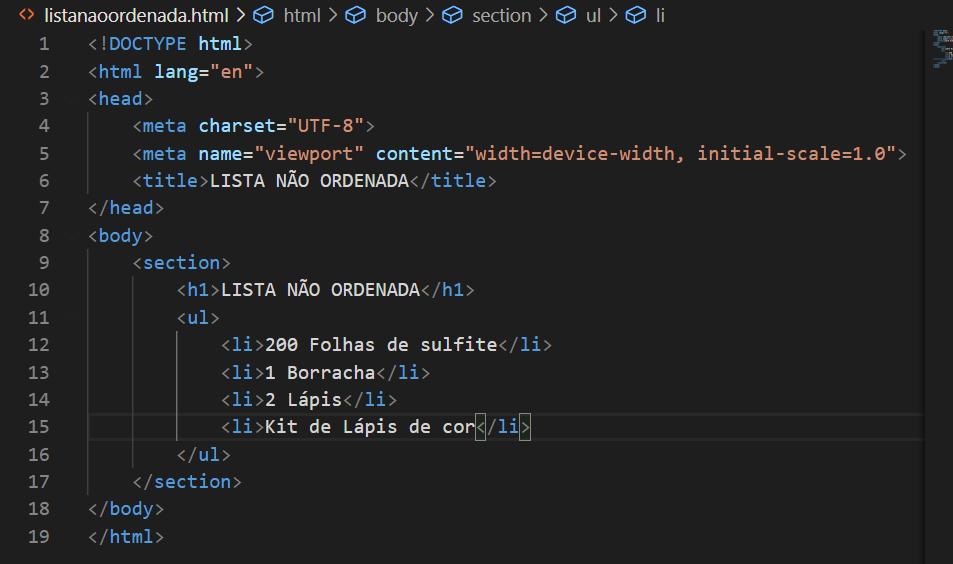 <> listanaoordenada.html > html > body > section > ul > li
1 <!DOCTYPE html>
2 <html lang="en">
3 <head>
4     <meta charset="UTF-8">
5     <meta name="viewport" content="width=device-width, initial-scale=1.0">
6     <title>LISTA NÃO ORDENADA</title>
7 </head>
8 <body>
9     <section>
10         <h1>LISTA NÃO ORDENADA</h1>
11         <ul>
12             <li>200 Folhas de sulfite</li>
13             <li>1 Borracha</li>
14             <li>2 Lápis</li>
15             <li>Kit de Lápis de cor</li>
16         </ul>
17     </section>
18 </body>
19 </html>